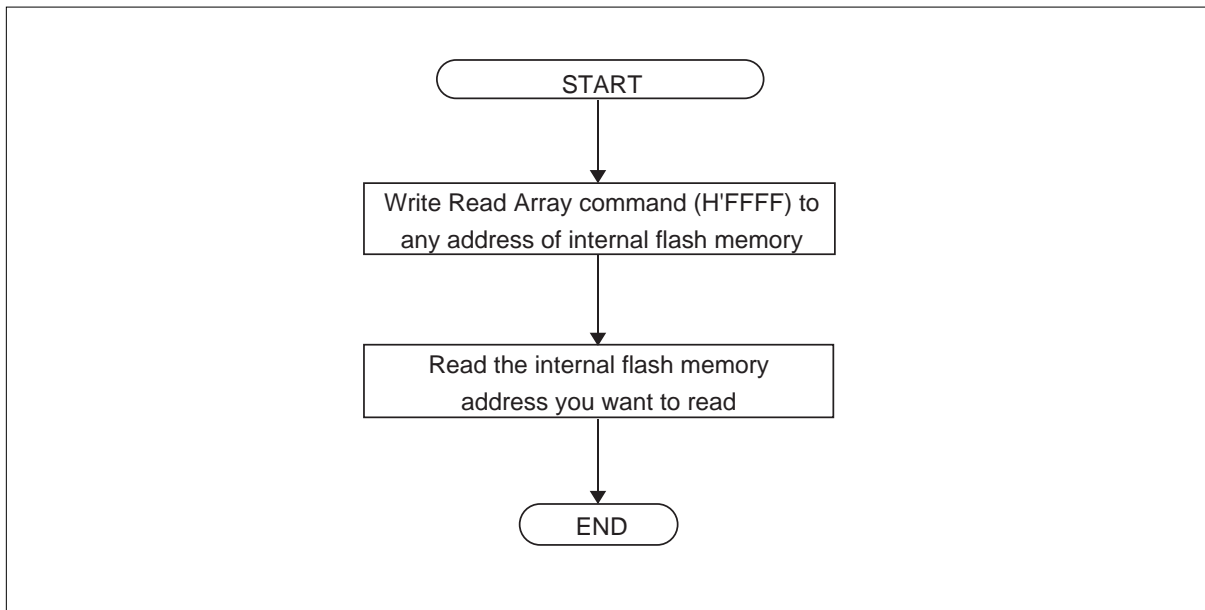 START
Write Read Array command (H'FFFF) to
any address of internal flash memory
Read the internal flash memory
address you want to read
END